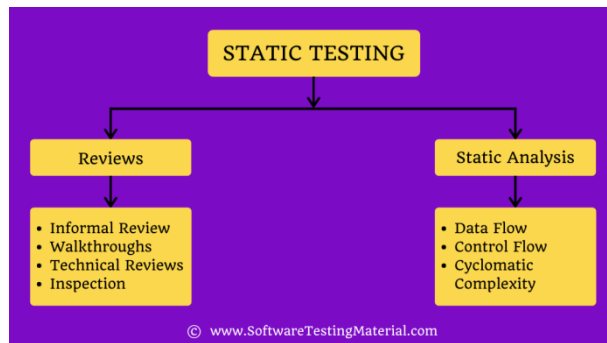 STATIC TESTING
Reviews
Static Analysis
• Informal Review
• Walkthroughs
• Technical Reviews
• Inspection
• Data Flow
• Control Flow
• Cyclomatic
Complexity
© www.SoftwareTestingMaterial.com